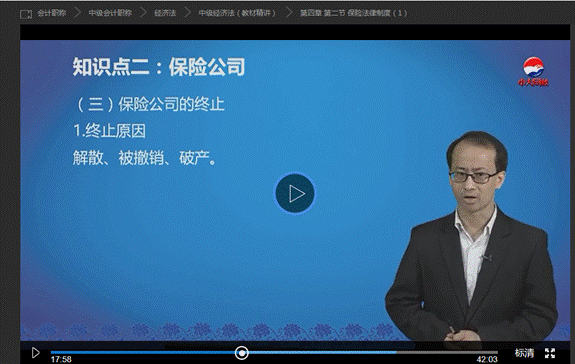 会计职称 中级会计职称 经济法 中级经济法（教材精讲） 第四章 第二节 保险法律制度（1）
知识点二：保险公司
（三）保险公司的终止
1.终止原因
解散、被撤销、破产。
17:58 42:03 标清